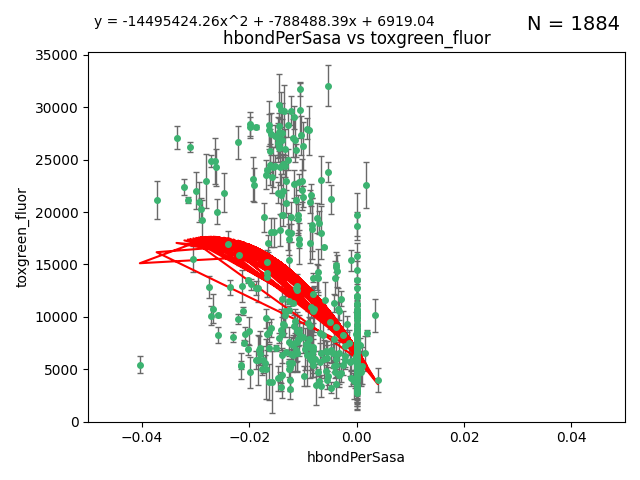 y = -14495424.26x^2 + -788488.39x + 6919.04
N = 1884
hbondPerSasa vs toxgreen_fluor
35000
30000
25000
20000
15000
10000
5000
0
toxgreen_fluor
−0.04 −0.02 0.00 0.02 0.04
hbondPerSasa